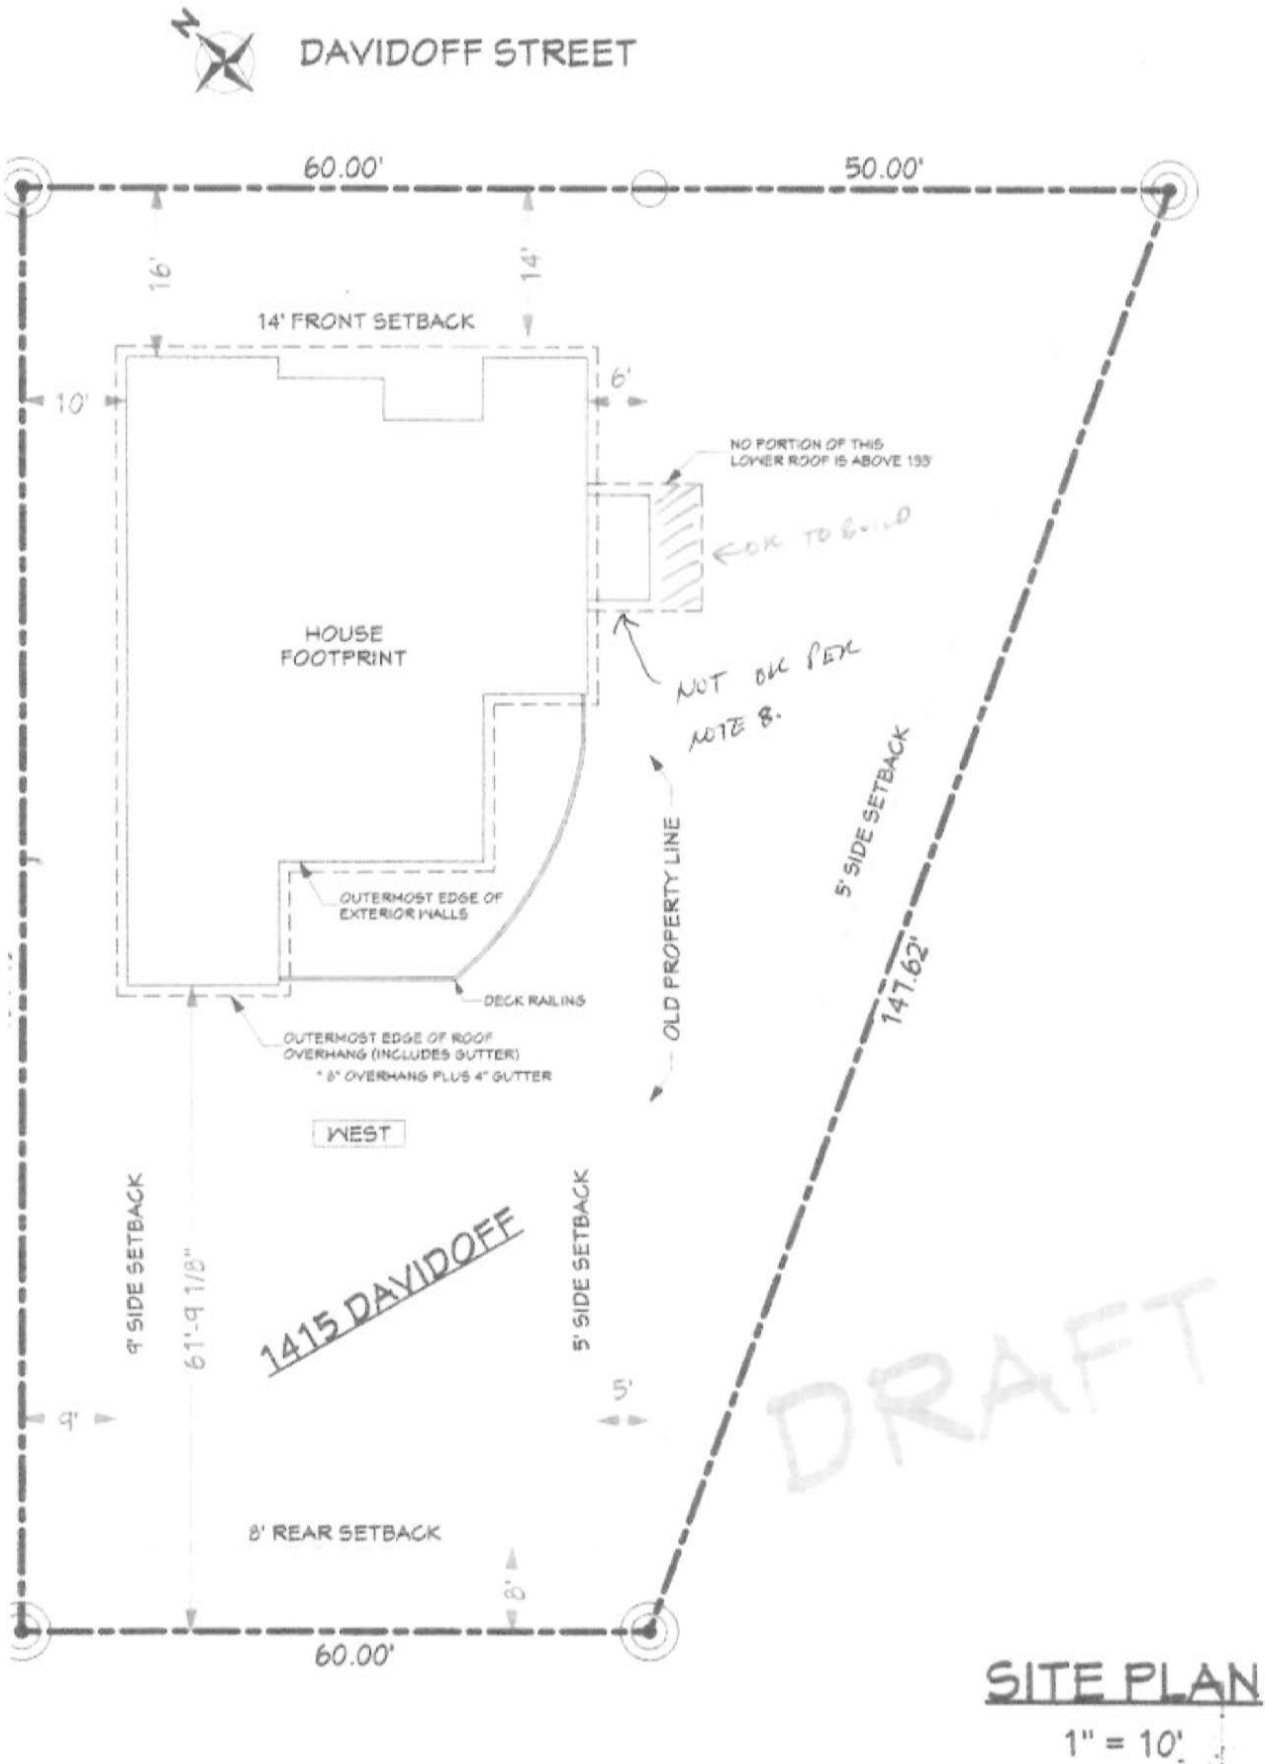 N
DAVIDOFF STREET
60.00'
50.00'
16'
14'
14' FRONT SETBACK
10'
6'
NO PORTION OF THIS
LOWER ROOF IS ABOVE
← OK TO BUILD
HOUSE
FOOTPRINT
NOT OK PER
NOTE 8.
5' SIDE SETBACK
OUTERMOST EDGE OF
EXTERIOR WALLS
OLD PROPERTY LINE
147.62'
DECK RAILING
OUTERMOST EDGE OF ROOF
OVERHANG (INCLUDES GUTTER)
* 8" OVERHANG PLUS 4" GUTTER
WEST
9' SIDE SETBACK
61'-9 1/8"
1415 DAVIDOFF
5' SIDE SETBACK
DRAFT
9'
5'
8' REAR SETBACK
8'
60.00'
SITE PLAN
1" = 10'